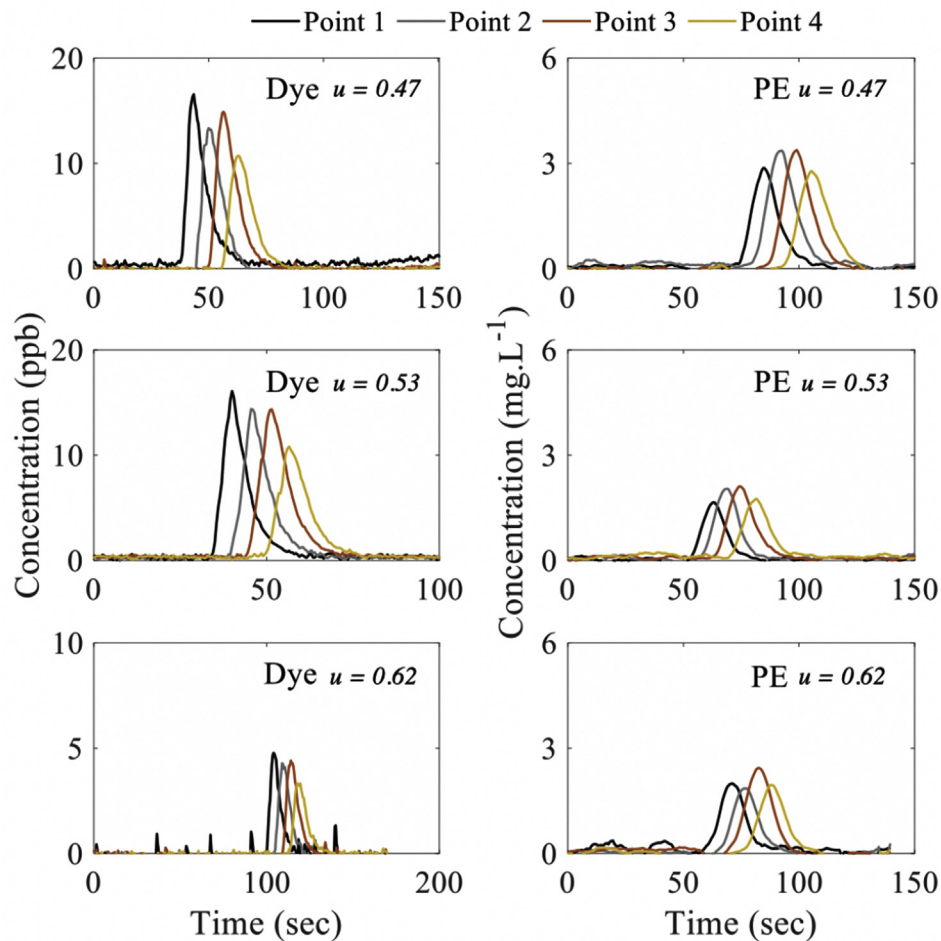 Point 1 Point 2 Point 3 Point 4
20
10
0
0 50 100 150
Dye u = 0.47
6
3
0
0 50 100 150
PE u = 0.47
20
10
0
0 50 100
Dye u = 0.53
6
3
0
0 50 100 150
PE u = 0.53
10
5
0
0 100 200
Dye u = 0.62
6
3
0
0 50 100 150
PE u = 0.62
Concentration (ppb)
Concentration (mg.L-1)
Time (sec)
Time (sec)